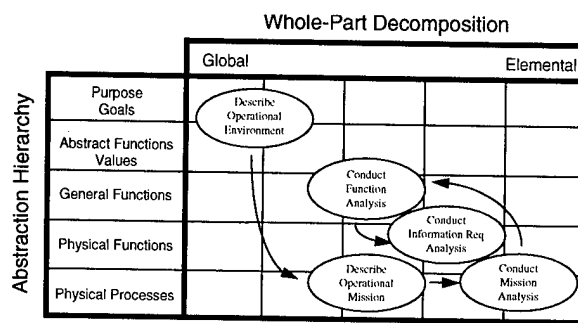 Whole-Part Decomposition
Global
Elemental
Abstraction Hierarchy
Purpose
Goals
Describe
Operational
Environment
Abstract Functions
Values
General Functions
Conduct
Function
Analysis
Physical Functions
Conduct
Information Req
Analysis
Physical Processes
Describe
Operational
Mission
Conduct
Mission
Analysis